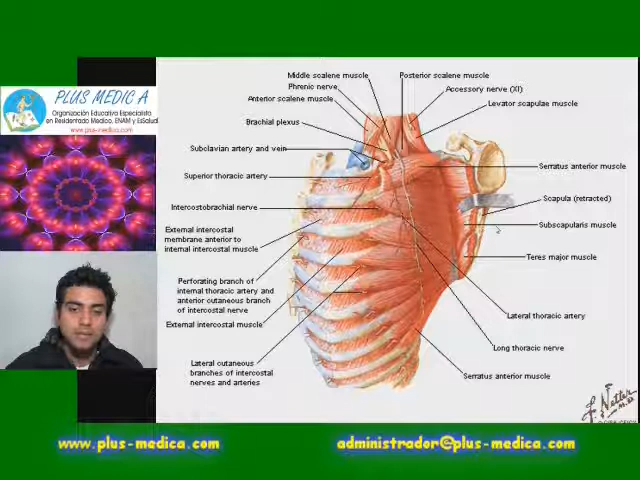 PLUS MEDIC A
Organización Educativa Especialista
en Residentado Medico, ENAM y EsSalud
www.plus-medica.com
Middle scalene muscle
Phrenic nerve
Anterior scalene muscle
Brachial plexus
Subclavian artery and vein
Superior thoracic artery
Intercostobrachial nerve
External intercostal
membrane anterior to
internal intercostal muscle
Perforating branch of
internal thoracic artery and
anterior cutaneous branch
of intercostal nerve
External intercostal muscle
Lateral cutaneous
branches of intercostal
nerves and arteries
Posterior scalene muscle
Accessory nerve (XI)
Levator scapulae muscle
Serratus anterior muscle
Scapula (retracted)
Subscapularis muscle
Teres major muscle
Lateral thoracic artery
Long thoracic nerve
Serratus anterior muscle
F. Netter
M.D.
www.plus-medica.com
administrador@plus-medica.com